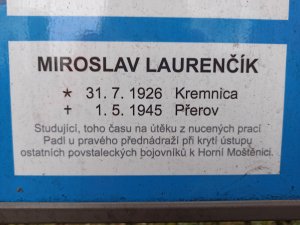 MIROSLAV LAURENČÍK
★ 31. 7. 1926 Kremnica
✝ 1. 5. 1945 Přerov
Studující, toho času na útěku z nucených prací
Padl u pravého přednádraží při krytí ústupu
ostatních povstaleckých bojovníků k Horní Moštěnici.